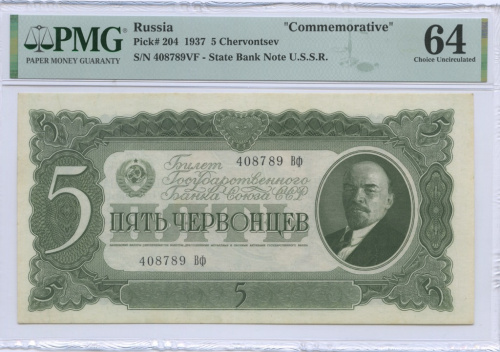 PMG
PAPER MONEY GUARANTY
Russia "Commemorative"
Pick# 204 1937 5 Chervontsev
S/N 408789VF - State Bank Note U.S.S.R.
64
Choice Uncirculated
Билет 408789 Вф
Государственного
Банка Союза ССР
5
ПЯТЬ ЧЕРВОНЦЕВ
408789 Вф
5